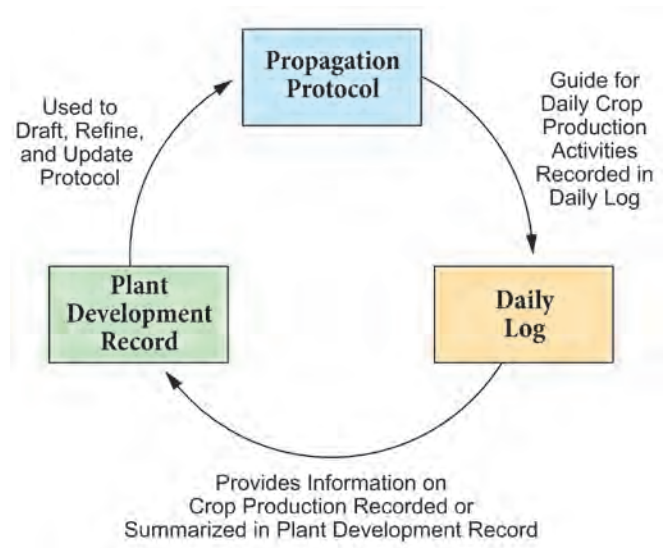 Propagation
Protocol
Guide for
Daily Crop
Production
Activities
Recorded in
Daily Log
Daily
Log
Provides Information on
Crop Production Recorded or
Summarized in Plant Development Record
Plant
Development
Record
Used to
Draft, Refine,
and Update
Protocol